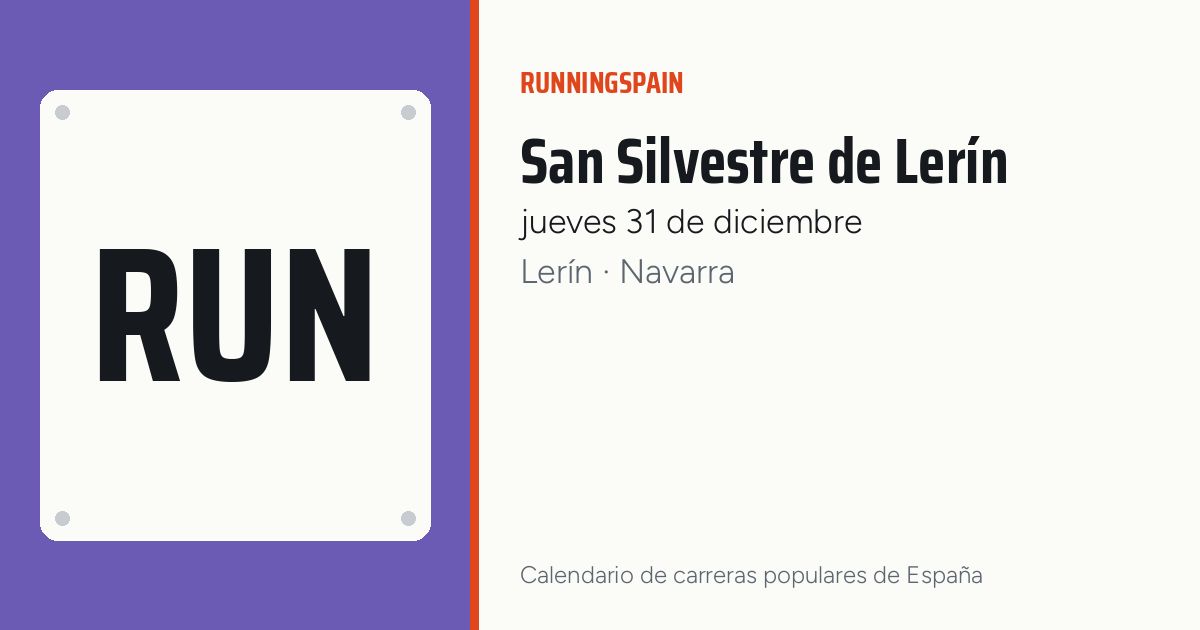 RUN
RUNNINGSPAIN
San Silvestre de Lerín
jueves 31 de diciembre
Lerín · Navarra
Calendario de carreras populares de España